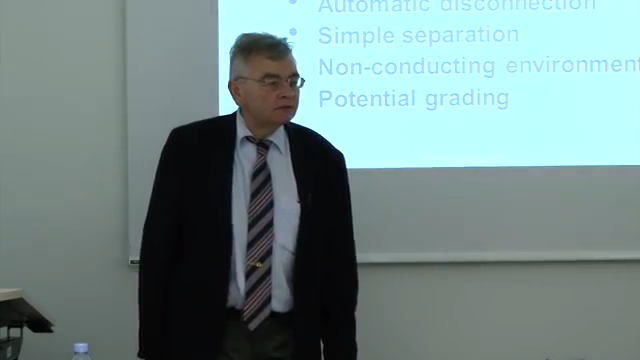 • Automatic disconnection
• Simple separation
Non-conducting environment
Potential grading